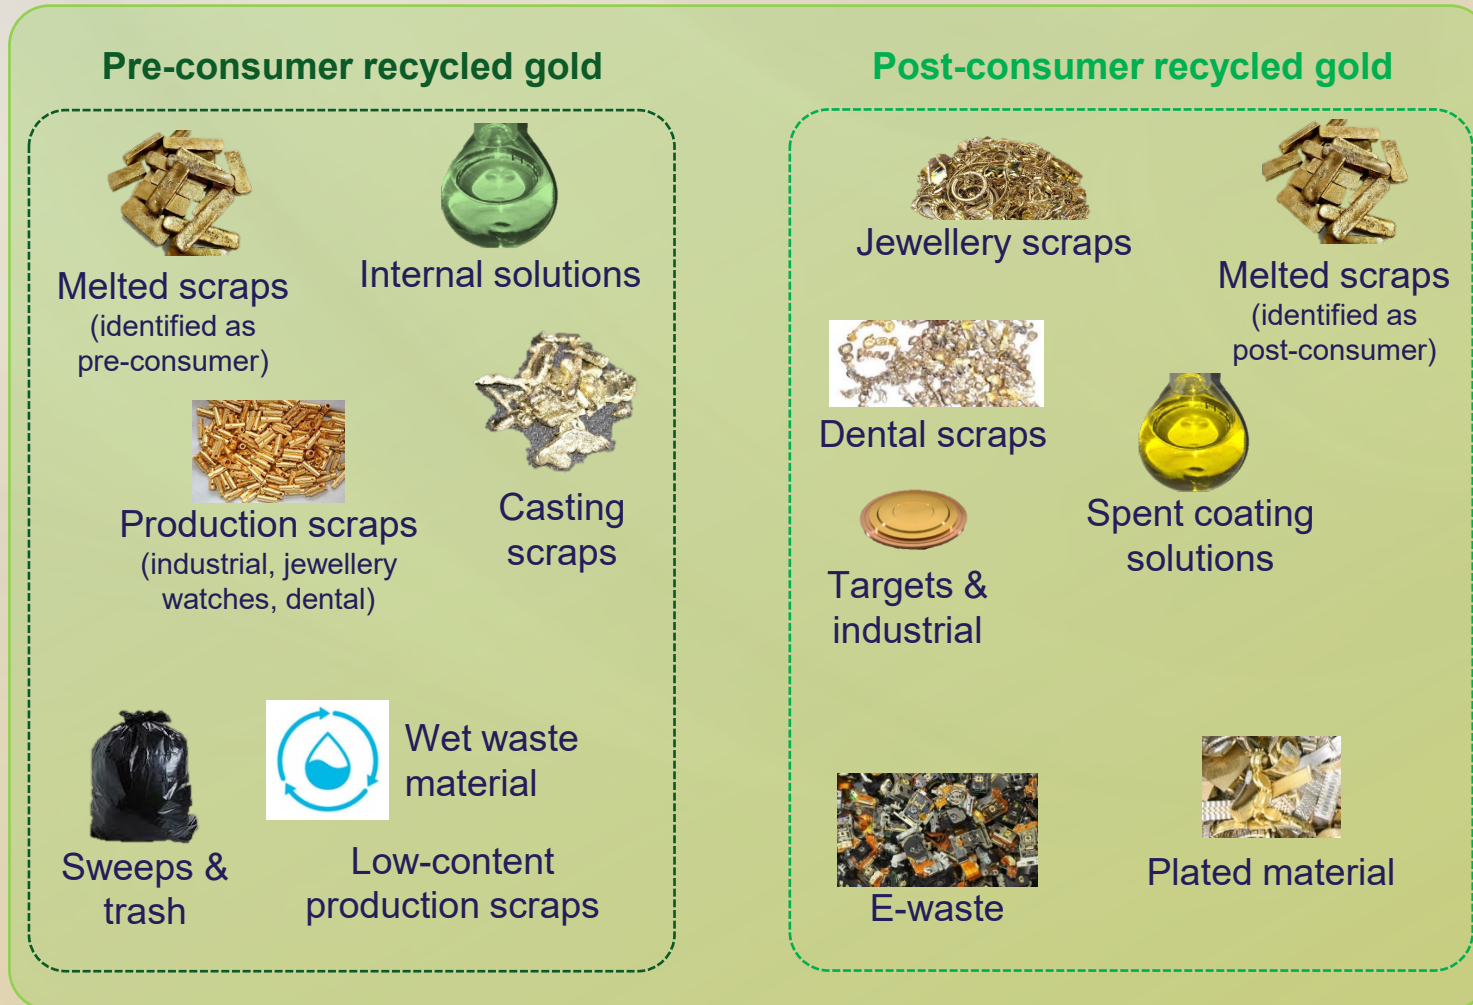 Pre-consumer recycled gold
Melted scraps
(identified as
pre-consumer)
Internal solutions
Production scraps
(industrial, jewellery
watches, dental)
Casting
scraps
Sweeps &
trash
Wet waste
material
Low-content
production scraps
Post-consumer recycled gold
Jewellery scraps
Melted scraps
(identified as
post-consumer)
Dental scraps
Spent coating
solutions
Targets &
industrial
E-waste
Plated material